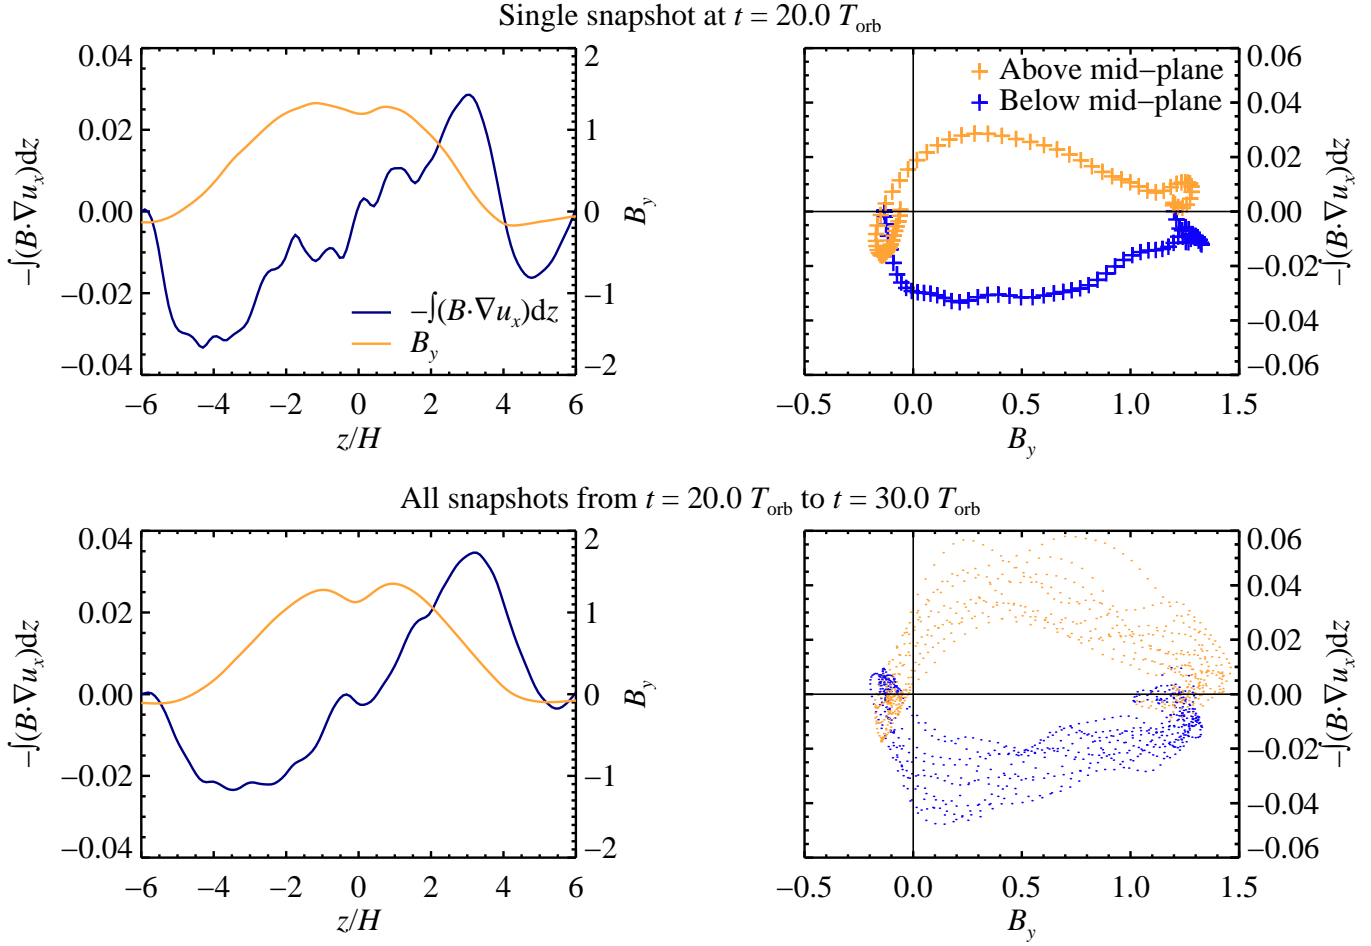 Single snapshot at t = 20.0 T_orb
0.04
0.02
0.00
−0.02
−0.04
−∫(B·∇u_x)dz
2
1
0
−1
−2
B_y
−∫(B·∇u_x)dz
B_y
−6 −4 −2 0 2 4 6
z/H
Above mid−plane
Below mid−plane
0.06
0.04
0.02
0.00
−0.02
−0.04
−0.06
−∫(B·∇u_x)dz
−0.5 0.0 0.5 1.0 1.5
B_y
All snapshots from t = 20.0 T_orb to t = 30.0 T_orb
0.04
0.02
0.00
−0.02
−0.04
−∫(B·∇u_x)dz
2
1
0
−1
−2
B_y
−6 −4 −2 0 2 4 6
z/H
0.06
0.04
0.02
0.00
−0.02
−0.04
−0.06
−∫(B·∇u_x)dz
−0.5 0.0 0.5 1.0 1.5
B_y